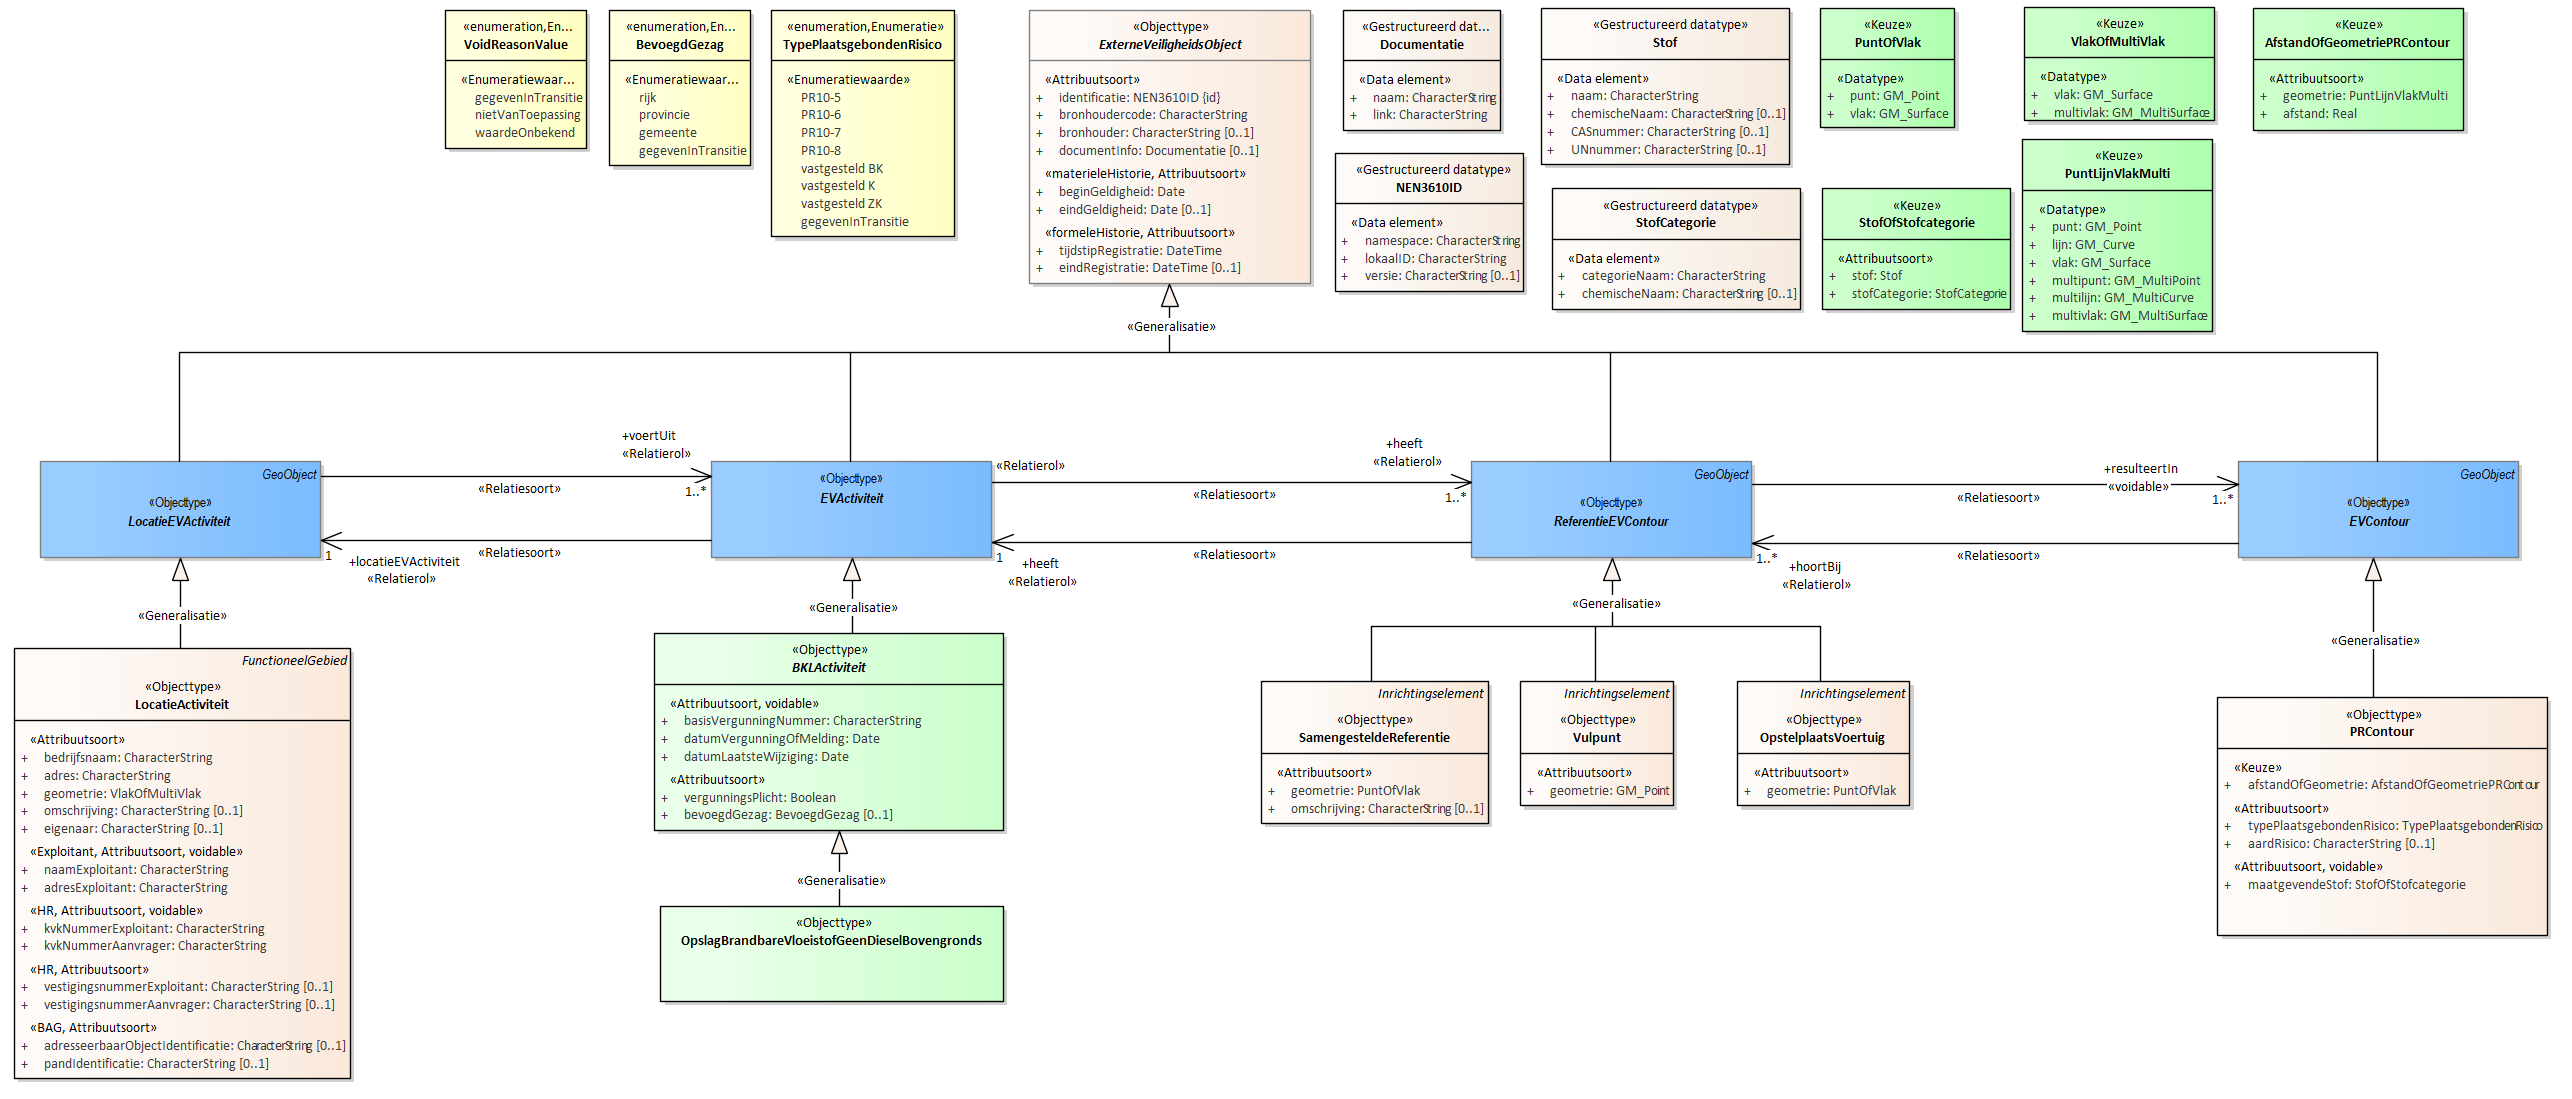 «enumeration,En...
VoidReasonValue
«Enumeratiewaar...
gegevenInTransitie
nietVanToepassing
waardeOnbekend
«enumeration,En...
BevoegdGezag
«Enumeratiewaar...
rijk
provincie
gemeente
gegevenInTransitie
«enumeration,Enumeratie»
TypePlaatsgebondenRisico
«Enumeratiewaarde»
PR10-5
PR10-6
PR10-7
PR10-8
vastgesteld BK
vastgesteld K
vastgesteld ZK
gegevenInTransitie
«Objecttype»
ExterneVeiligheidsObject
«Attribuutsoort»
+ identificatie: NEN3610ID {id}
+ bronhoudercode: CharacterString
+ bronhouder: CharacterString [0..1]
+ documentInfo: Documentatie [0..1]
«materieleHistorie, Attribuutsoort»
+ beginGeldigheid: Date
+ eindGeldigheid: Date [0..1]
«formeleHistorie, Attribuutsoort»
+ tijdstipRegistratie: DateTime
+ eindRegistratie: DateTime [0..1]
«Gestructureerd dat...
Documentatie
«Data element»
+ naam: CharacterString
+ link: CharacterString
«Gestructureerd datatype»
NEN3610ID
«Data element»
+ namespace: CharacterString
+ lokaalID: CharacterString
+ versie: CharacterString [0..1]
«Gestructureerd datatype»
Stof
«Data element»
+ naam: CharacterString
+ chemischeNaam: CharacterString [0..1]
+ CASnummer: CharacterString [0..1]
+ UNnummer: CharacterString [0..1]
«Gestructureerd datatype»
StofCategorie
«Data element»
+ categorieNaam: CharacterString
+ chemischeNaam: CharacterString [0..1]
«Keuze»
PuntOfVlak
«Datatype»
+ punt: GM_Point
+ vlak: GM_Surface
«Keuze»
StofOfStofcategorie
«Attribuutsoort»
+ stof: Stof
+ stofCategorie: StofCategorie
«Keuze»
VlakOfMultiVlak
«Datatype»
+ vlak: GM_Surface
+ multivlak: GM_MultiSurface
«Keuze»
PuntLijnVlakMulti
«Datatype»
+ punt: GM_Point
+ lijn: GM_Curve
+ vlak: GM_Surface
+ multipunt: GM_MultiPoint
+ multilijn: GM_MultiCurve
+ multivlak: GM_MultiSurface
«Keuze»
AfstandOfGeometriePRContour
«Attribuutsoort»
+ geometrie: PuntLijnVlakMulti
+ afstand: Real
«Generalisatie»
GeoObject
«Objecttype»
LocatieEVActiviteit
+voertUit
«Relatierol»
1..*
«Relatiesoort»
«Relatiesoort»
1
+locatieEVActiviteit
«Relatierol»
«Objecttype»
EVActiviteit
«Relatierol»
+heeft
«Relatierol»
1..*
«Relatiesoort»
«Relatiesoort»
1
+heeft
«Relatierol»
GeoObject
«Objecttype»
ReferentieEVContour
+resulteertIn
«voidable»
1..*
«Relatiesoort»
«Relatiesoort»
1..*
+hoortBij
«Relatierol»
GeoObject
«Objecttype»
EVContour
«Generalisatie»
FunctioneelGebied
«Objecttype»
LocatieActiviteit
«Attribuutsoort»
+ bedrijfsnaam: CharacterString
+ adres: CharacterString
+ geometrie: VlakOfMultiVlak
+ omschrijving: CharacterString [0..1]
+ eigenaar: CharacterString [0..1]
«Exploitant, Attribuutsoort, voidable»
+ naamExploitant: CharacterString
+ adresExploitant: CharacterString
«HR, Attribuutsoort, voidable»
+ kvkNummerExploitant: CharacterString
+ kvkNummerAanvrager: CharacterString
«HR, Attribuutsoort»
+ vestigingsnummerExploitant: CharacterString [0..1]
+ vestigingsnummerAanvrager: CharacterString [0..1]
«BAG, Attribuutsoort»
+ adresseerbaarObjectIdentificatie: CharacterString [0..1]
+ pandIdentificatie: CharacterString [0..1]
«Generalisatie»
«Objecttype»
BKLActiviteit
«Attribuutsoort, voidable»
+ basisVergunningNummer: CharacterString
+ datumVergunningOfMelding: Date
+ datumLaatsteWijziging: Date
«Attribuutsoort»
+ vergunningsPlicht: Boolean
+ bevoegdGezag: BevoegdGezag [0..1]
«Generalisatie»
«Objecttype»
OpslagBrandbareVloeistofGeenDieselBovengronds
«Generalisatie»
Inrichtingselement
«Objecttype»
SamengesteldeReferentie
«Attribuutsoort»
+ geometrie: PuntOfVlak
+ omschrijving: CharacterString [0..1]
Inrichtingselement
«Objecttype»
Vulpunt
«Attribuutsoort»
+ geometrie: GM_Point
Inrichtingselement
«Objecttype»
OpstelplaatsVoertuig
«Attribuutsoort»
+ geometrie: PuntOfVlak
«Generalisatie»
«Objecttype»
PRContour
«Keuze»
+ afstandOfGeometrie: AfstandOfGeometriePRContour
«Attribuutsoort»
+ typePlaatsgebondenRisico: TypePlaatsgebondenRisico
+ aardRisico: CharacterString [0..1]
«Attribuutsoort, voidable»
+ maatgevendeStof: StofOfStofcategorie